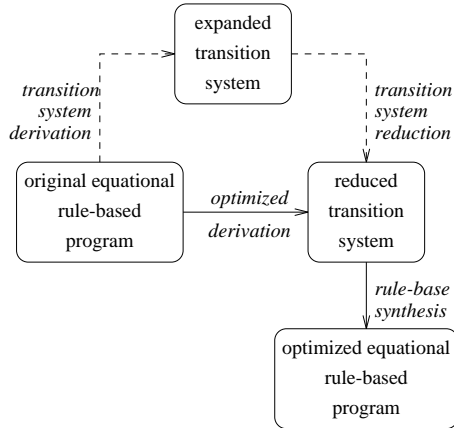 expanded
transition
system
transition
system
derivation
transition
system
reduction
original equational
rule-based
program
optimized
derivation
reduced
transition
system
rule-base
synthesis
optimized equational
rule-based
program